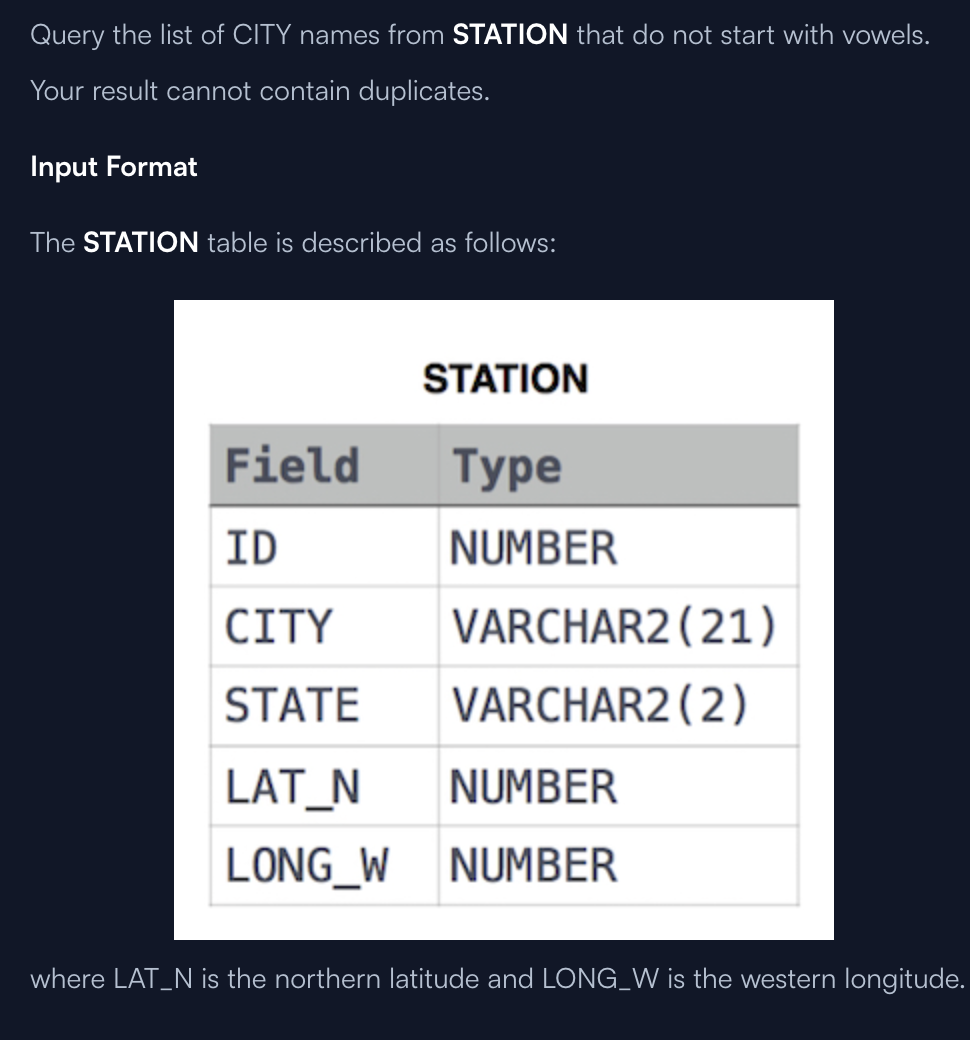 Query the list of CITY names from STATION that do not start with vowels.
Your result cannot contain duplicates.
Input Format
The STATION table is described as follows:
STATION
Field Type
ID NUMBER
CITY VARCHAR2(21)
STATE VARCHAR2(2)
LAT_N NUMBER
LONG_W NUMBER
where LAT_N is the northern latitude and LONG_W is the western longitude.